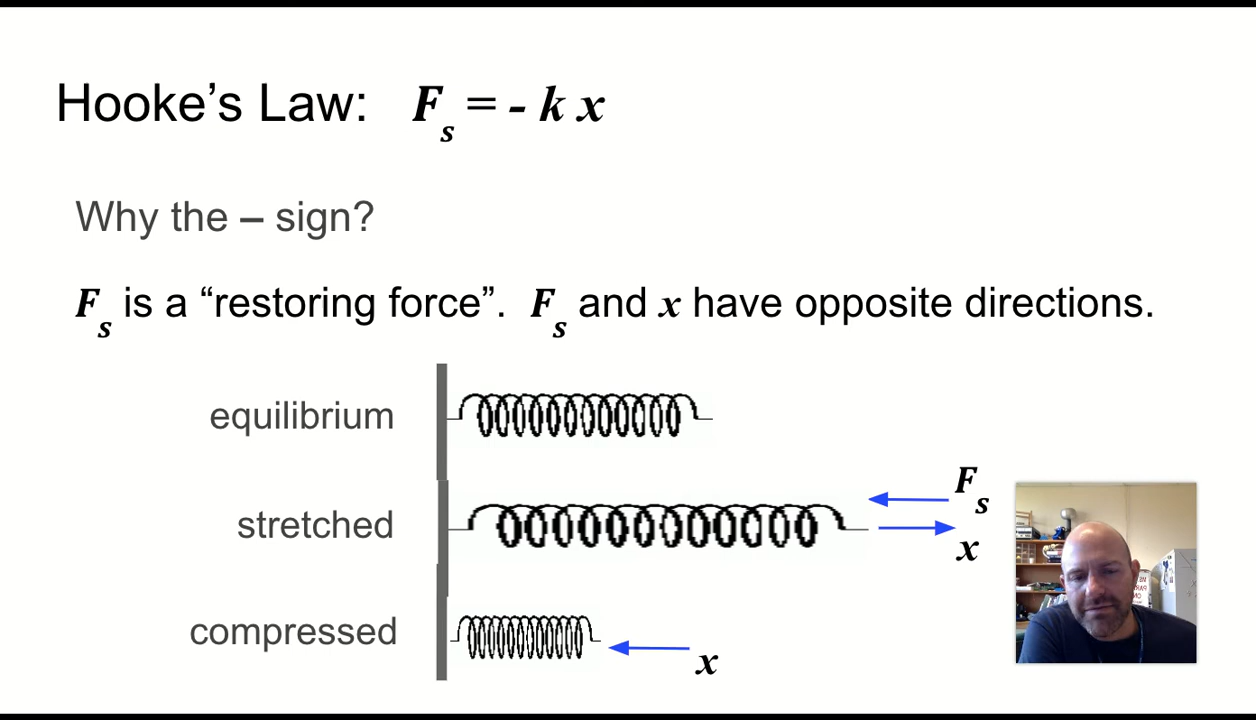 Hooke's Law: Fs = - k x
Why the – sign?
Fs is a “restoring force”. Fs and x have opposite directions.
equilibrium
Fs
stretched
x
compressed
x